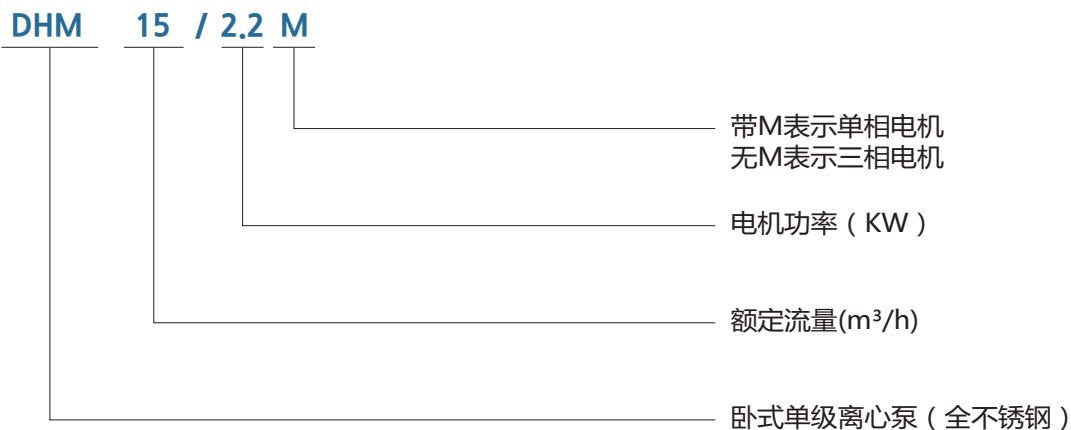 DHM 15 / 2.2 M
带M表示单相电机
无M表示三相电机
电机功率（KW）
额定流量(m³/h)
卧式单级离心泵（全不锈钢）